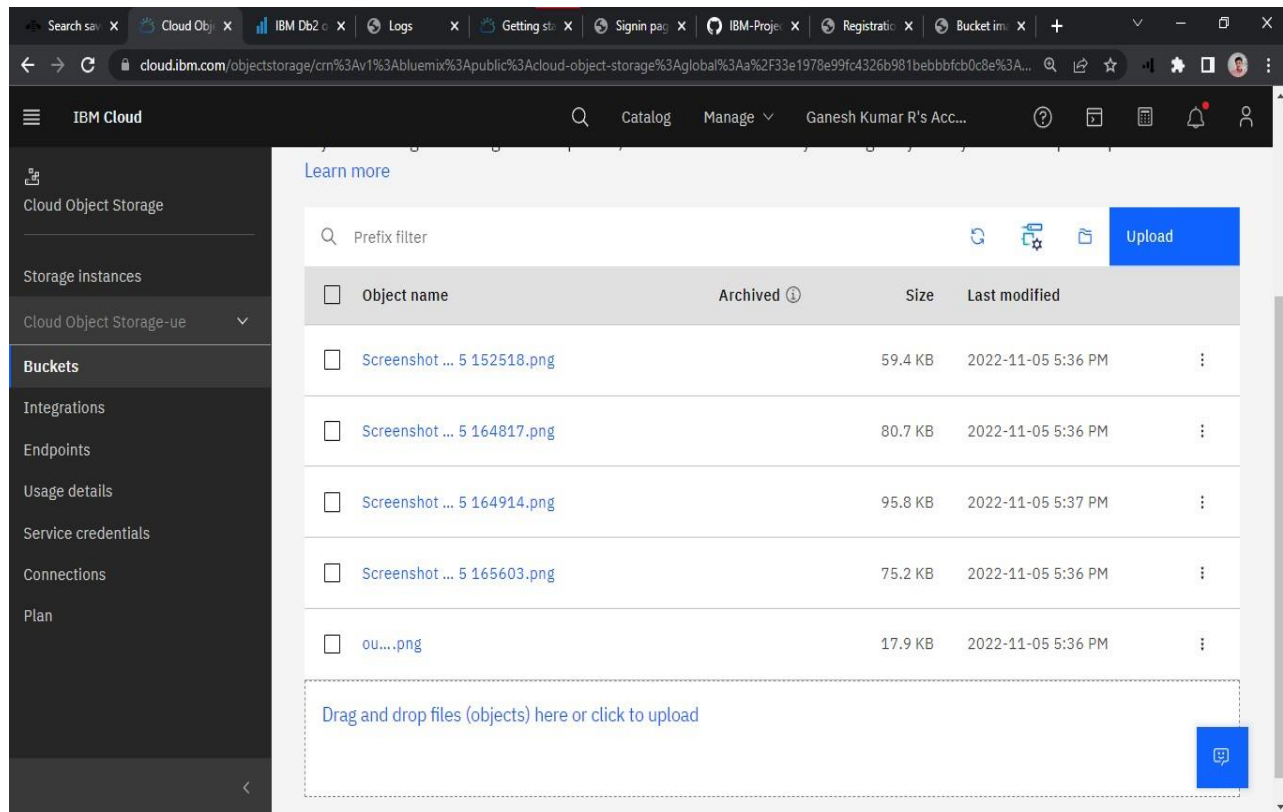 Search sav
Cloud Obj
IBM Db2 o
Logs
Getting sta
Signin pag
IBM-Projec
Registratio
Bucket ima
cloud.ibm.com/objectstorage/crn%3Av1%3Abluemix%3Apublic%3Acloud-object-storage%3Aglobal%3Aa%2F33e1978e99fc4326b981bebbbfcb0c8e%3A...
IBM Cloud
Catalog
Manage
Ganesh Kumar R's Acc...
Cloud Object Storage
Storage instances
Cloud Object Storage-ue
Buckets
Integrations
Endpoints
Usage details
Service credentials
Connections
Plan
Learn more
Prefix filter
Upload
Object name Archived Size Last modified
Screenshot ... 5 152518.png 59.4 KB 2022-11-05 5:36 PM
Screenshot ... 5 164817.png 80.7 KB 2022-11-05 5:36 PM
Screenshot ... 5 164914.png 95.8 KB 2022-11-05 5:37 PM
Screenshot ... 5 165603.png 75.2 KB 2022-11-05 5:36 PM
ou....png 17.9 KB 2022-11-05 5:36 PM
Drag and drop files (objects) here or click to upload